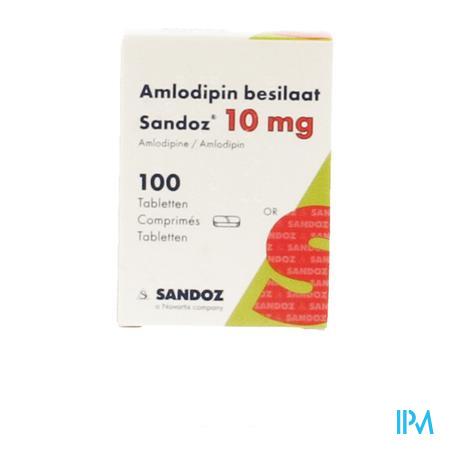 Amlodipin besilaat
Sandoz® 10 mg
Amlodipine / Amlodipin
100
Tabletten
Comprimés
Tabletten
OR
SANDOZ
a Novartis company
IPM